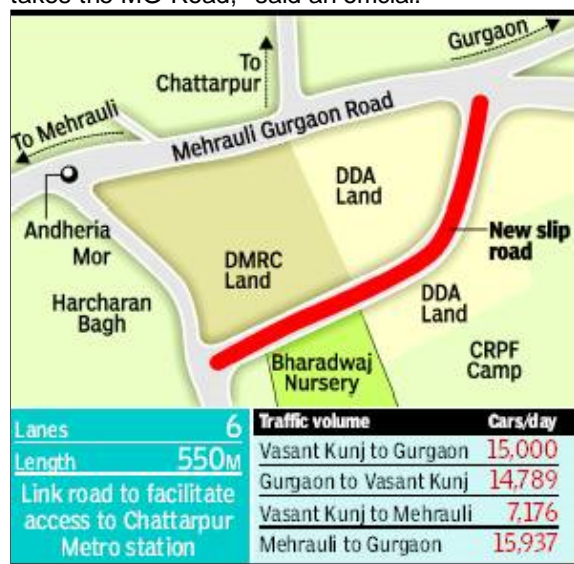 takes the MG Road," said an official.
Gurgaon
To
Chattarpur
To Mehrauli
Mehrauli Gurgaon Road
DDA
Land
Andheria
Mor
New slip
road
DMRC
Land
Harcharan
Bagh
DDA
Land
CRPF
Camp
Bharadwaj
Nursery
Lanes 6
Length 550M
Link road to facilitate
access to Chattarpur
Metro station
Traffic volume Cars/day
Vasant Kunj to Gurgaon 15,000
Gurgaon to Vasant Kunj 14,789
Vasant Kunj to Mehrauli 7,176
Mehrauli to Gurgaon 15,937